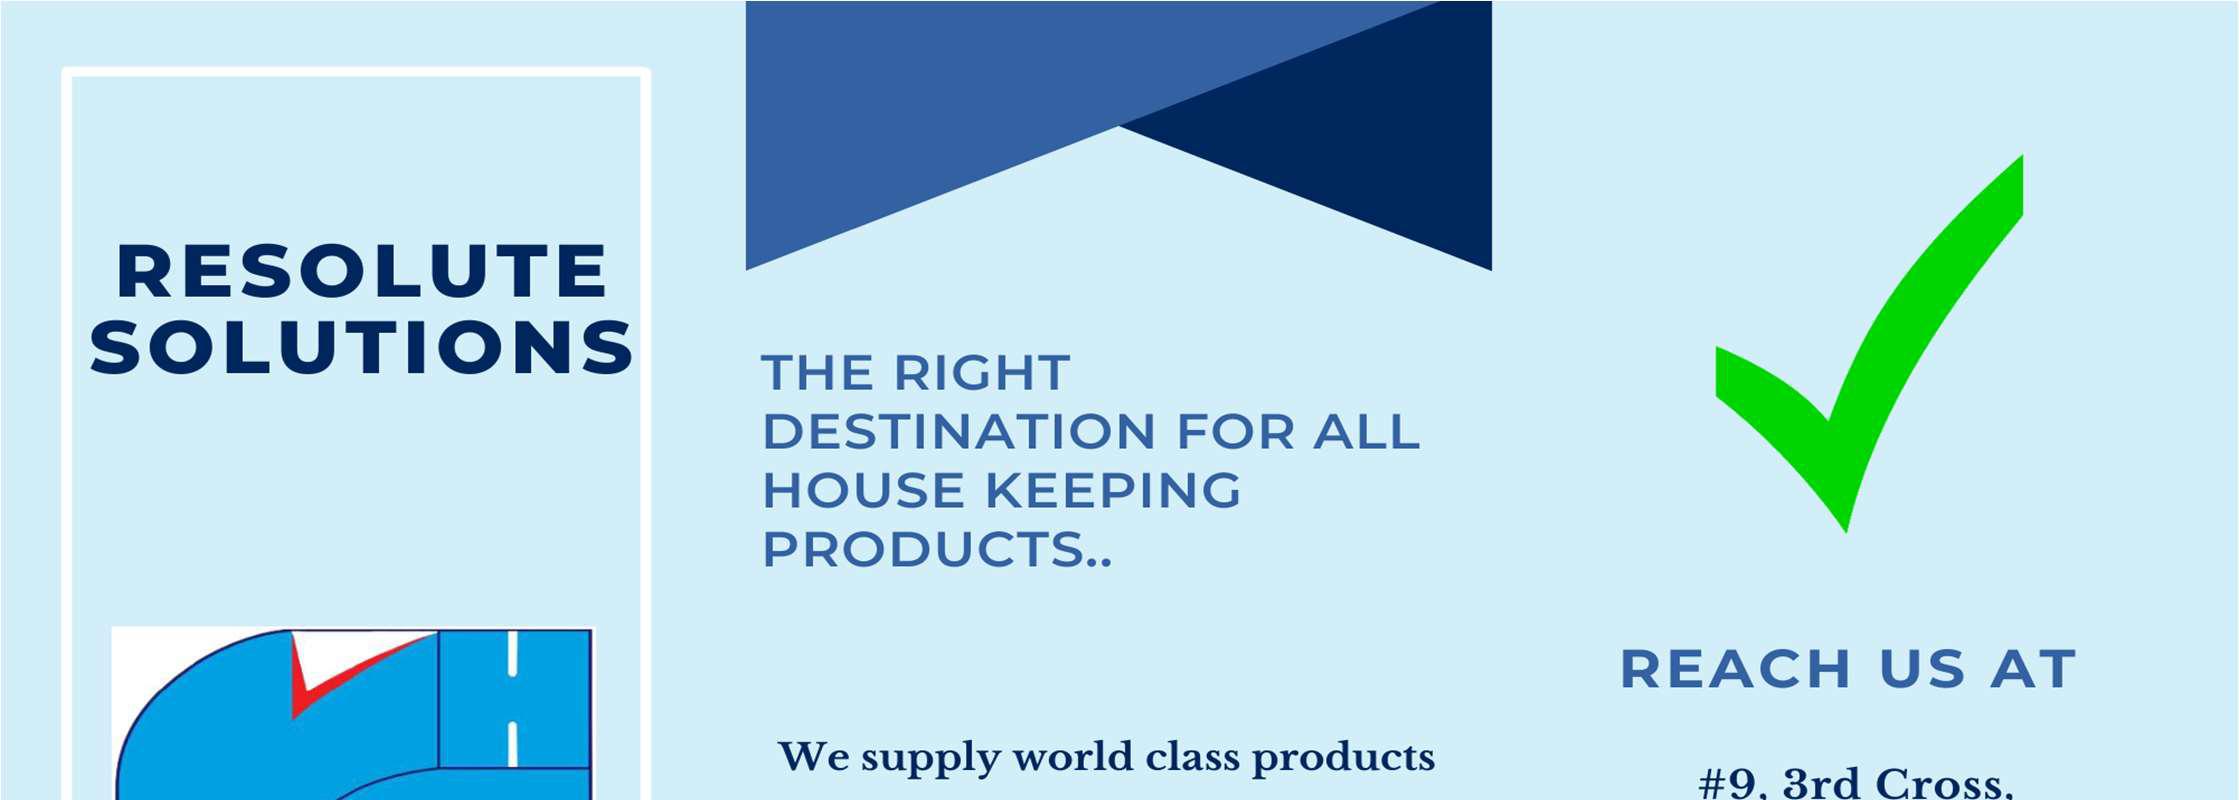 RESOLUTE
SOLUTIONS
THE RIGHT
DESTINATION FOR ALL
HOUSE KEEPING
PRODUCTS..
We supply world class products
REACH US AT
#9, 3rd Cross,